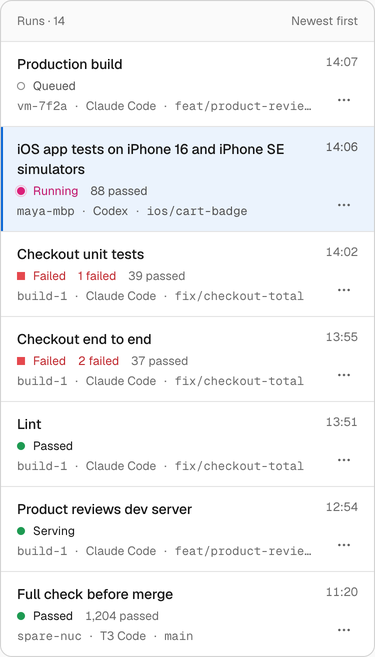 Runs · 14 Newest first
Production build 14:07
Queued
vm-7f2a · Claude Code · feat/product-revie… ...
iOS app tests on iPhone 16 and iPhone SE 14:06
simulators
Running 88 passed
maya-mbp · Codex · ios/cart-badge ...
Checkout unit tests 14:02
Failed 1 failed 39 passed
build-1 · Claude Code · fix/checkout-total ...
Checkout end to end 13:55
Failed 2 failed 37 passed
build-1 · Claude Code · fix/checkout-total ...
Lint 13:51
Passed
build-1 · Claude Code · fix/checkout-total ...
Product reviews dev server 12:54
Serving
build-1 · Claude Code · feat/product-revie… ...
Full check before merge 11:20
Passed 1,204 passed
spare-nuc · T3 Code · main ...